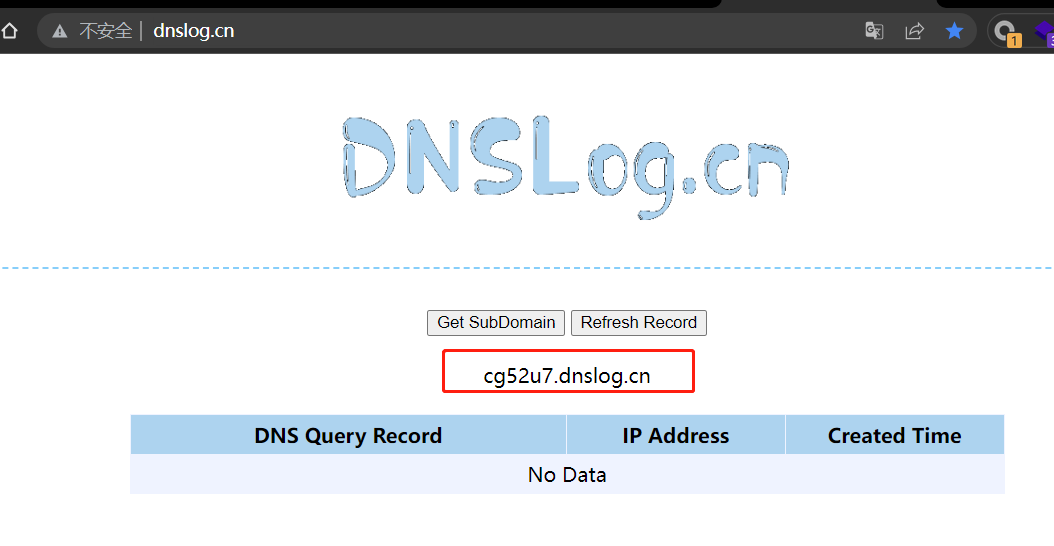 不安全 | dnslog.cn
1
DNSLog.cn
Get SubDomain Refresh Record
cg52u7.dnslog.cn
DNS Query Record IP Address Created Time
No Data